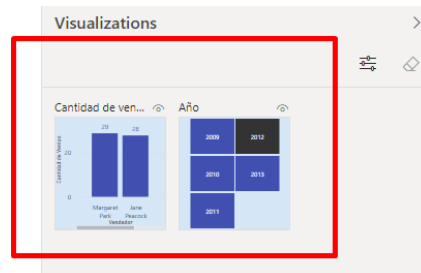 Visualizations
Cantidad de ven...
Año
Cantidad de Ventas
29
28
20
0
Margaret
Park
Jane
Peacock
Vendedor
2009
2012
2010
2013
2011